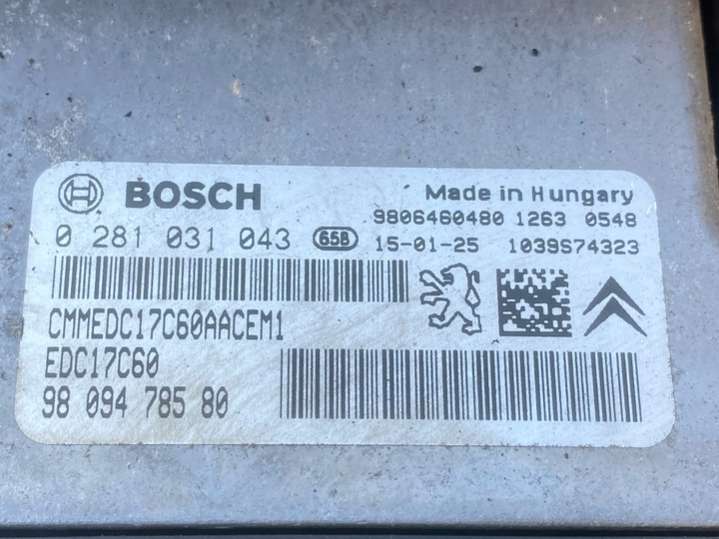 BOSCH
Made in Hungary
9806460480 1263 0548
0 281 031 043 65B 15-01-25 1039S74323
CMMEDC17C60AACEM1
EDC17C60
98 094 785 80